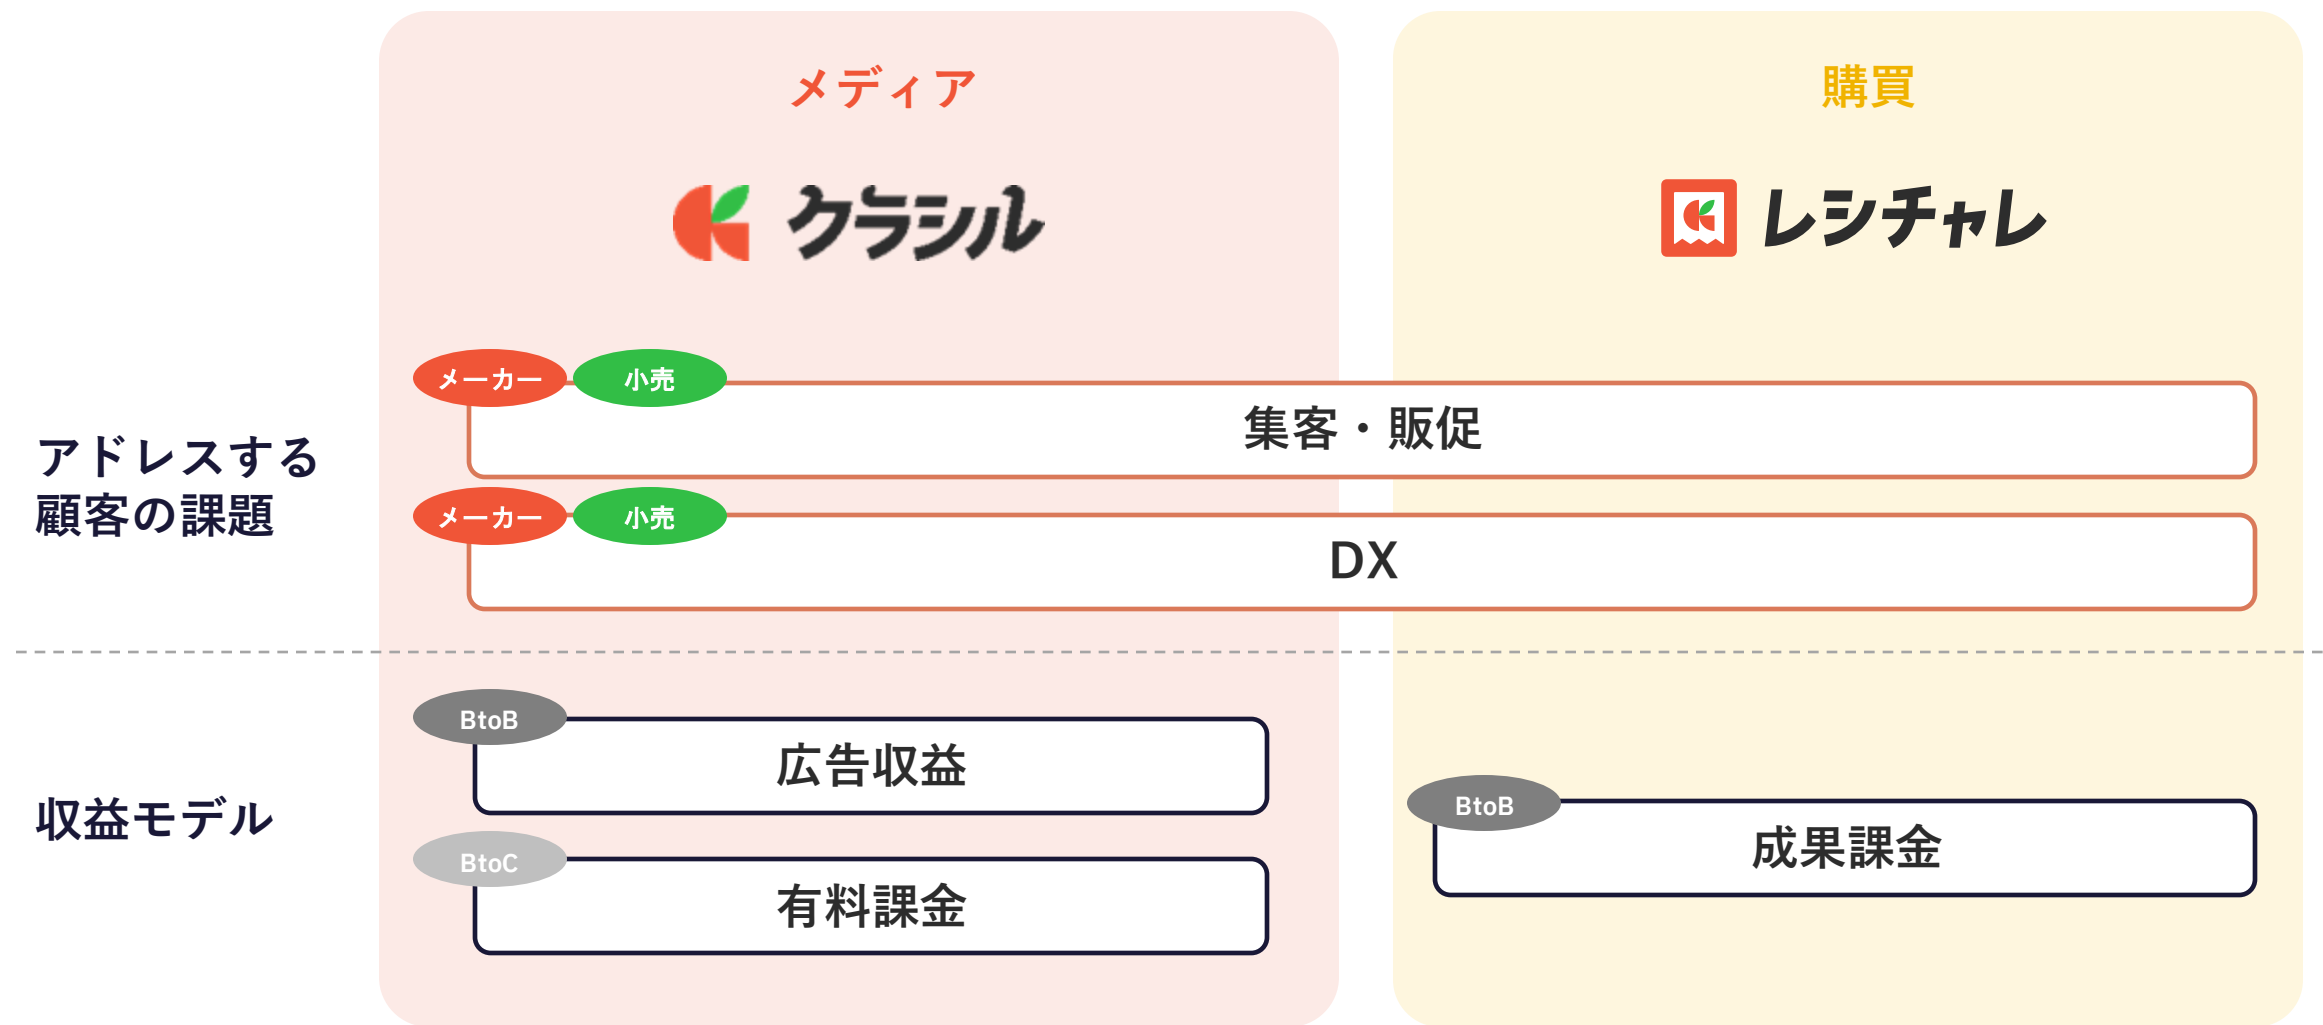 メディア
購買
クラシル
レシチャレ
アドレスする
顧客の課題
メーカー
小売
集客・販促
メーカー
小売
DX
収益モデル
BtoB
広告収益
BtoC
有料課金
BtoB
成果課金